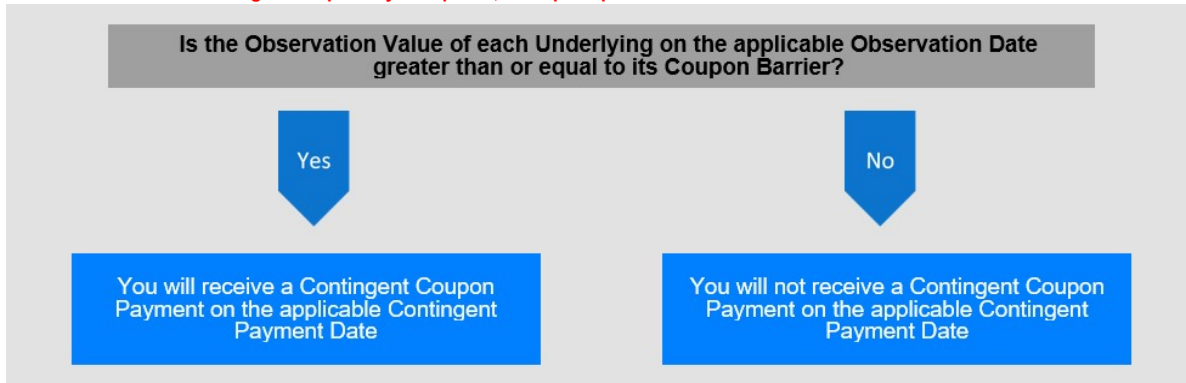 Is the Observation Value of each Underlying on the applicable Observation Date
greater than or equal to its Coupon Barrier?
Yes
No
You will receive a Contingent Coupon
Payment on the applicable Contingent
Payment Date
You will not receive a Contingent Coupon
Payment on the applicable Contingent
Payment Date